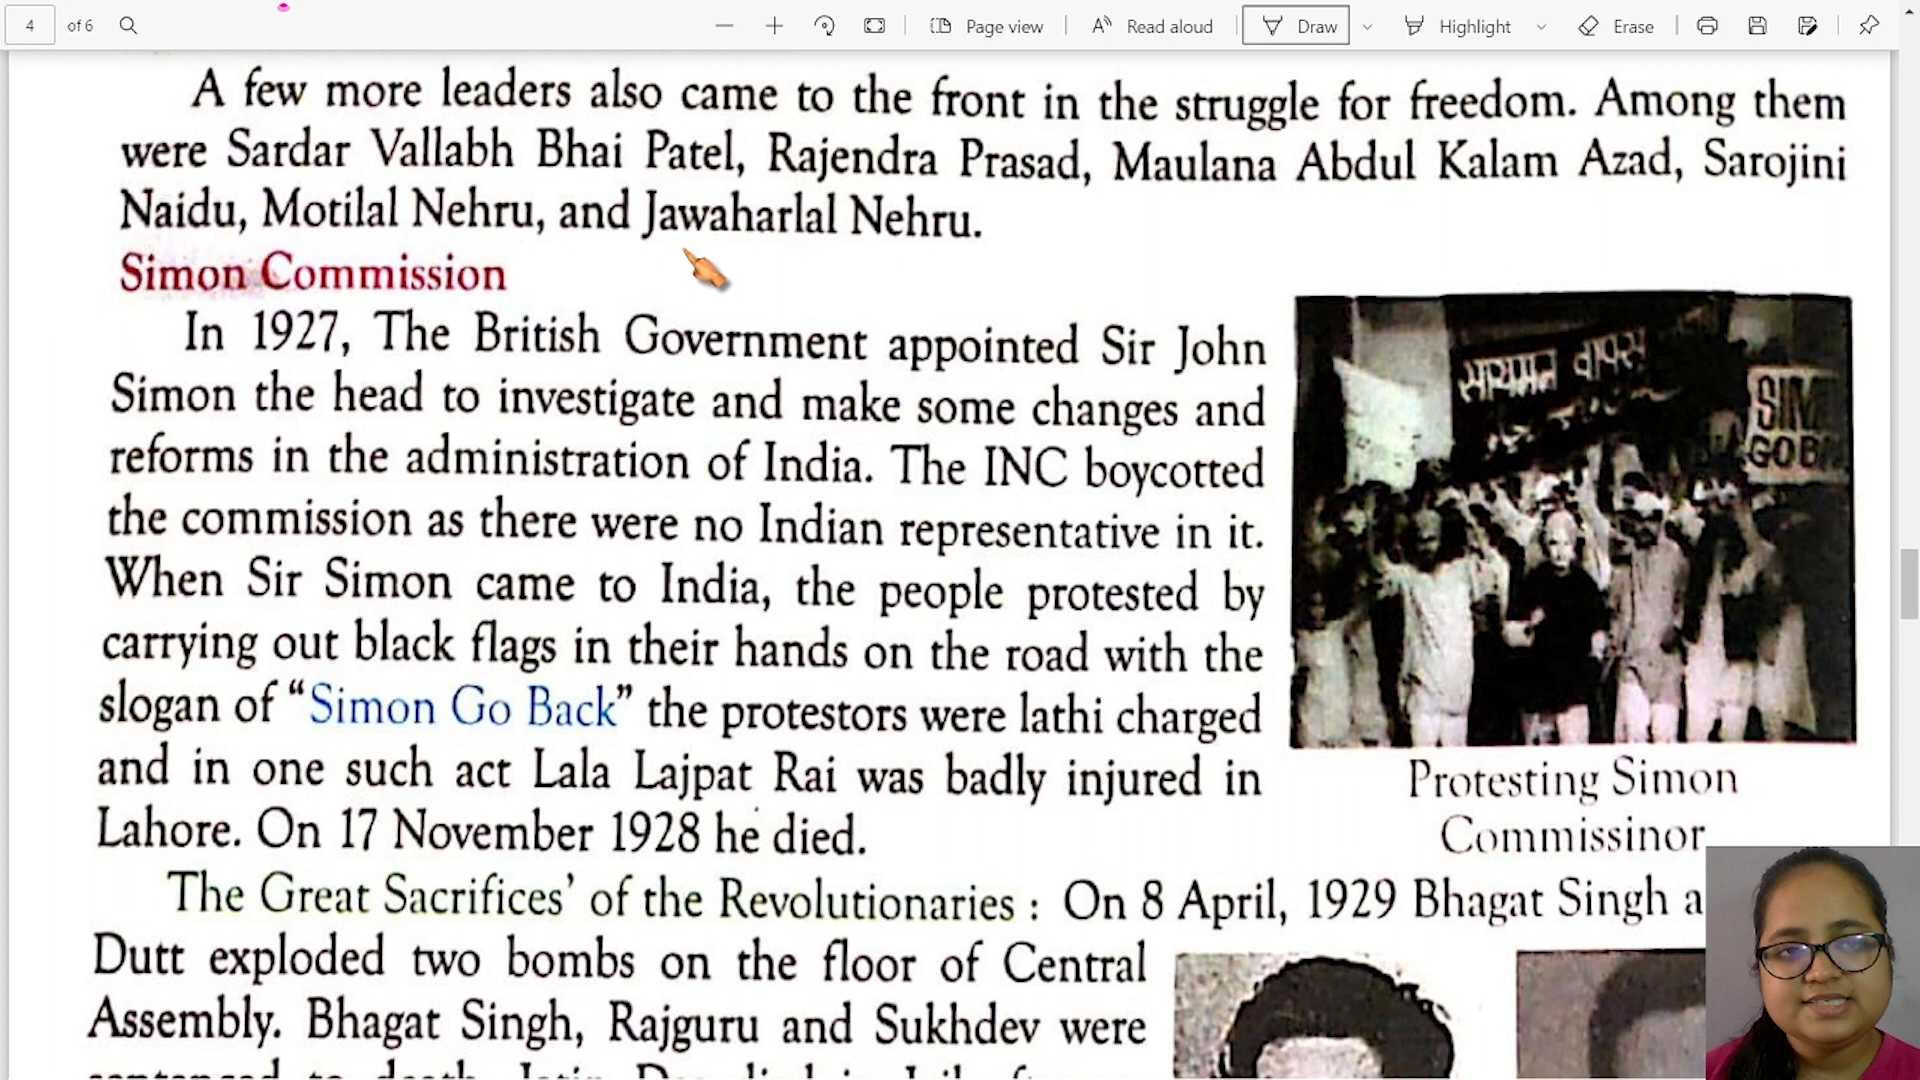 4 of 6 Page view Read aloud Draw Highlight Erase
A few more leaders also came to the front in the struggle for freedom. Among them
were Sardar Vallabh Bhai Patel, Rajendra Prasad, Maulana Abdul Kalam Azad, Sarojini
Naidu, Motilal Nehru, and Jawaharlal Nehru.
Simon Commission
In 1927, The British Government appointed Sir John
Simon the head to investigate and make some changes and
reforms in the administration of India. The INC boycotted
the commission as there were no Indian representative in it.
When Sir Simon came to India, the people protested by
carrying out black flags in their hands on the road with the
slogan of “Simon Go Back” the protestors were lathi charged
and in one such act Lala Lajpat Rai was badly injured in
Lahore. On 17 November 1928 he died.
साय‍मन वापस
SIM
GO B
Protesting Simon
Commissinor
The Great Sacrifices’ of the Revolutionaries : On 8 April, 1929 Bhagat Singh a
Dutt exploded two bombs on the floor of Central
Assembly. Bhagat Singh, Rajguru and Sukhdev were